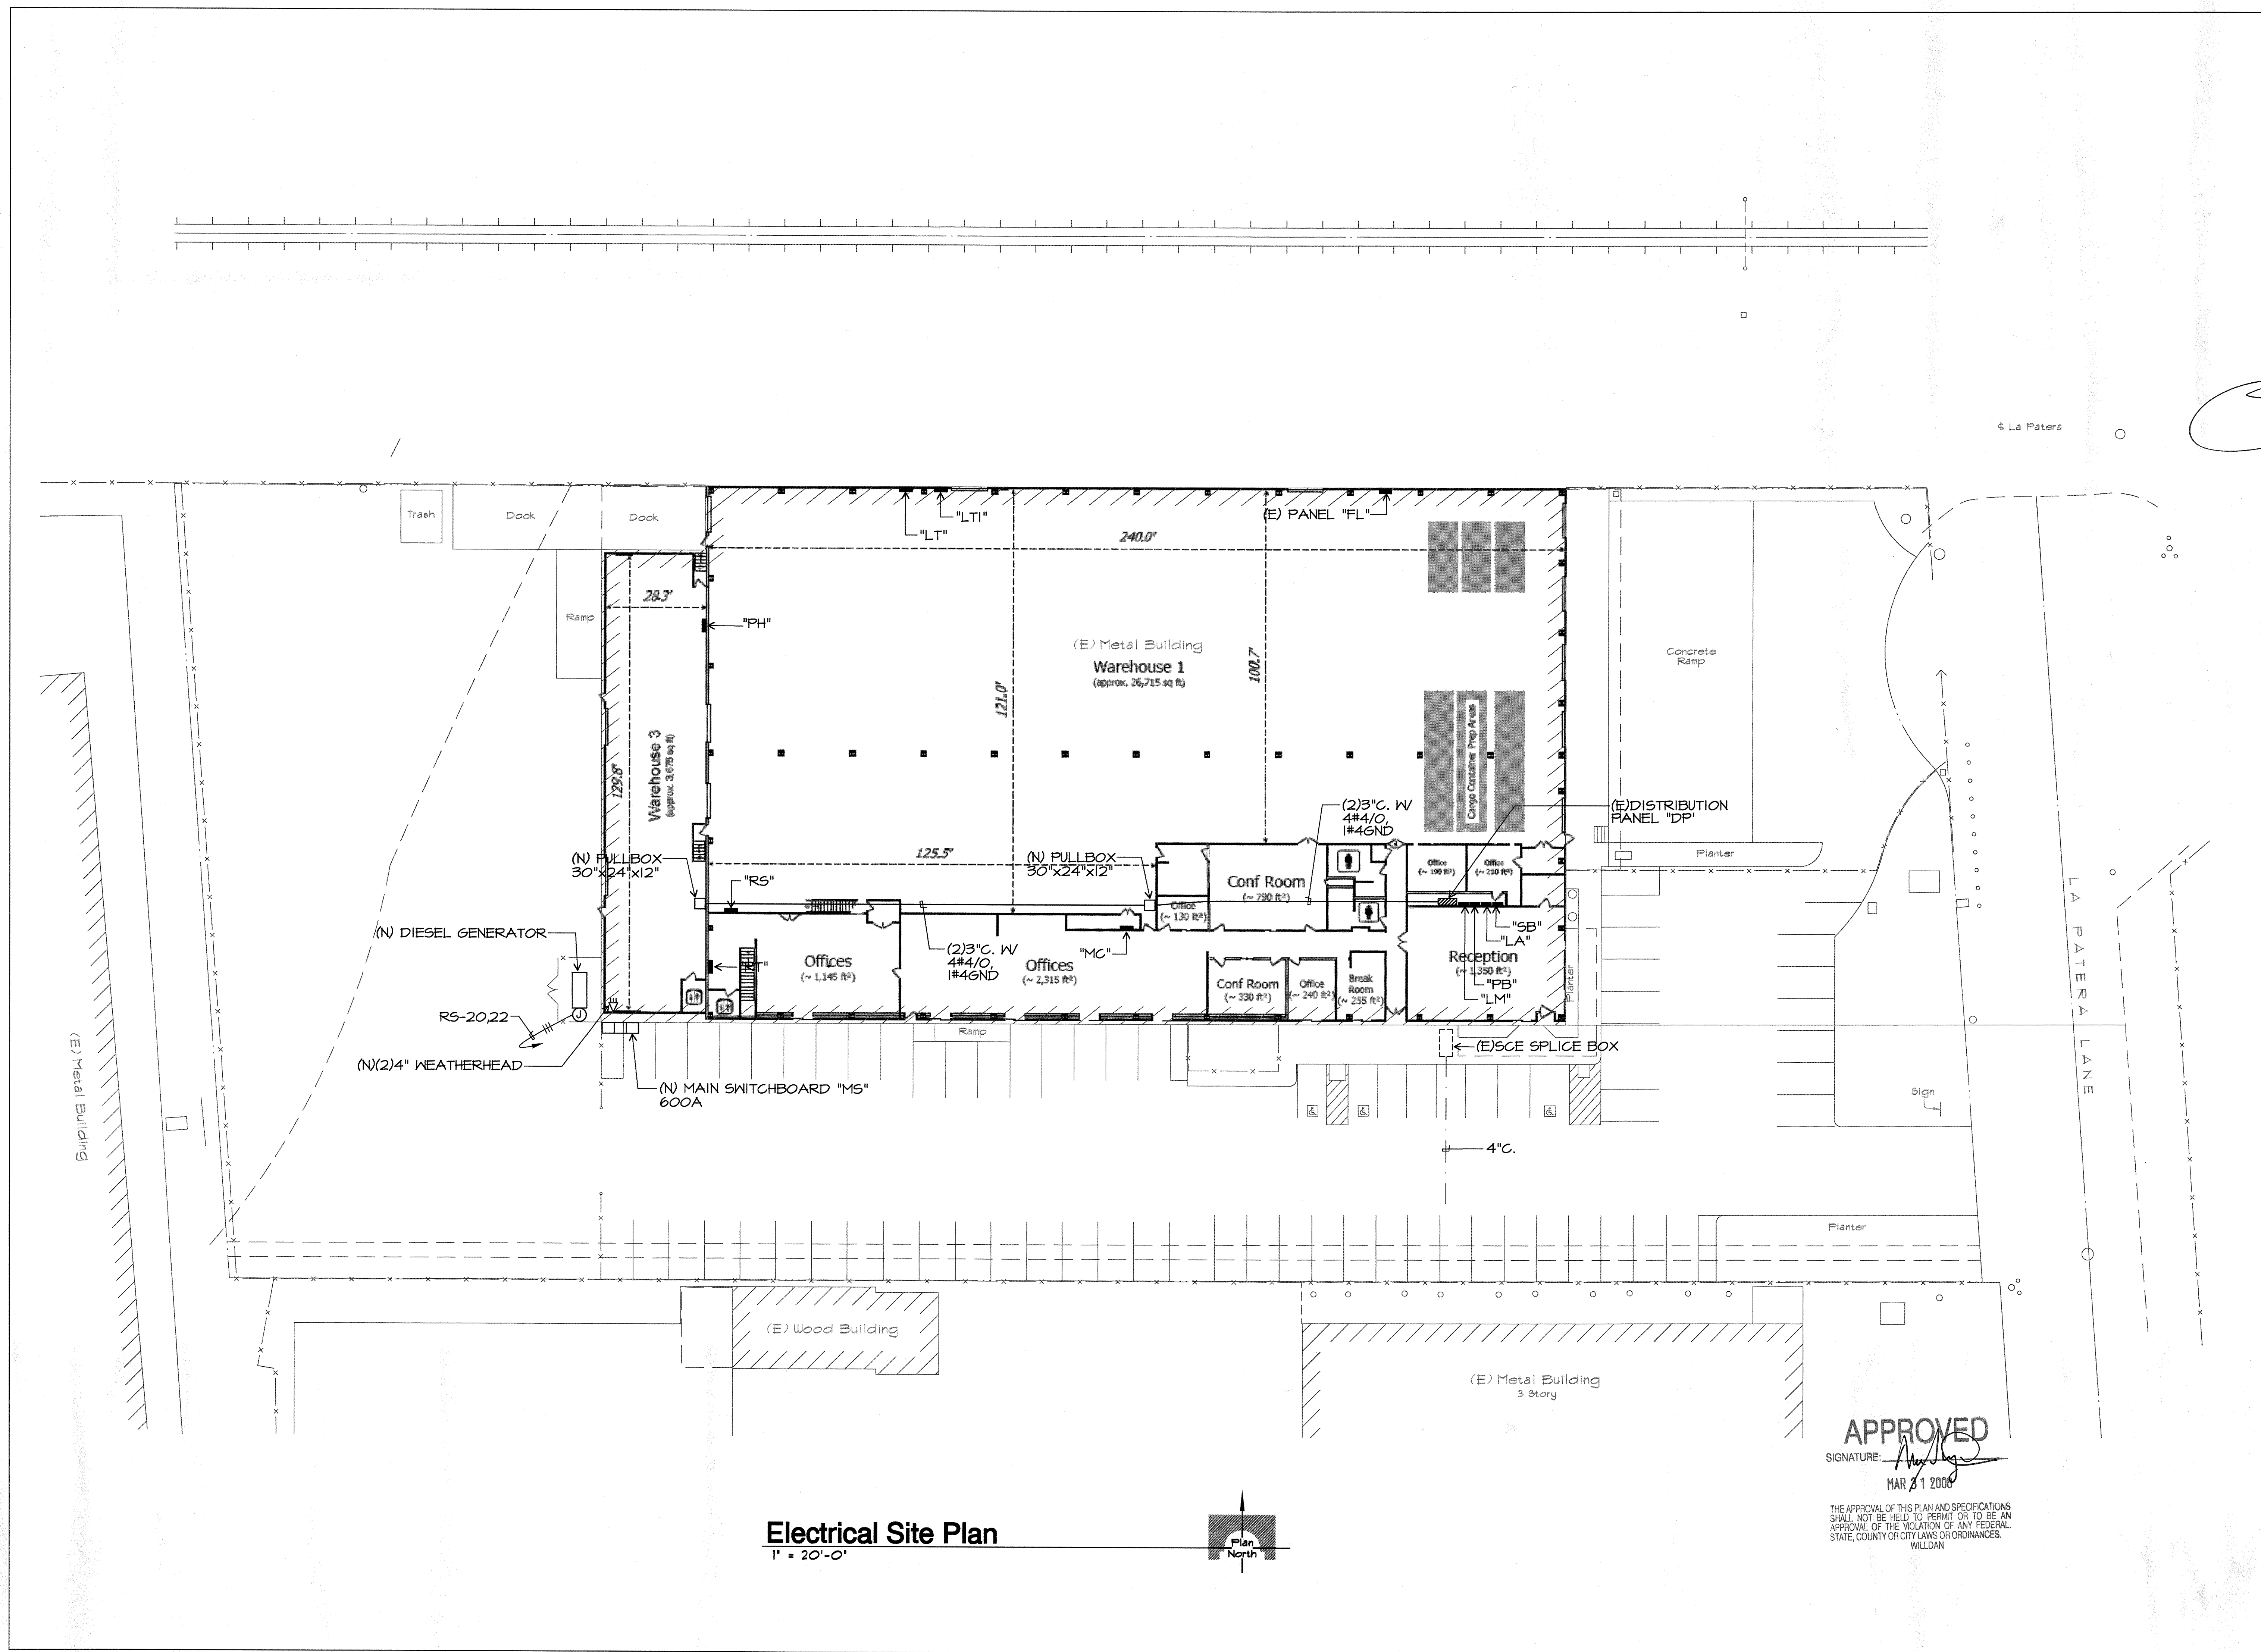 ₵ La Patera
Trash
Dock
Dock
"LT1"
"LT"
(E) PANEL "FL"
240.0'
28.3'
Ramp
"PH"
(E) Metal Building
Warehouse 1
(approx. 26,715 sq ft)
121.0'
100.7'
Concrete
Ramp
129.8'
Warehouse 3
(approx. 3,675 sq ft)
Cargo Container Prep Areas
(2)3"C. W/
4#4/0,
1#4GND
(E)DISTRIBUTION
PANEL "DP'
(N) PULLBOX
30"x24"x12"
125.5'
(N) PULLBOX
30"x24"x12"
Planter
"RS"
Conf Room
(~ 790 ft²)
Office
(~ 190 ft²)
Office
(~ 210 ft²)
Office
(~ 130 ft²)
(N) DIESEL GENERATOR
"RT"
Offices
(~ 1,145 ft²)
(2)3"C. W/
4#4/0,
1#4GND
Offices
(~ 2,315 ft²)
"MC"
"SB"
"LA"
Reception
(~ 1,350 ft²)
"PB"
"LM"
Conf Room
(~ 330 ft²)
Office
(~ 240 ft²)
Break
Room
(~ 255 ft²)
Planter
LA PATERA LANE
RS-20,22
J
Ramp
(E)SCE SPLICE BOX
(N)(2)4" WEATHERHEAD
(N) MAIN SWITCHBOARD "MS"
600A
(E) Metal Building
Sign
4"C.
Planter
(E) Wood Building
(E) Metal Building
3 Story
APPROVED
SIGNATURE:
MAR 31 2008
THE APPROVAL OF THIS PLAN AND SPECIFICATIONS
SHALL NOT BE HELD TO PERMIT OR TO BE AN
APPROVAL OF THE VIOLATION OF ANY FEDERAL,
STATE, COUNTY OR CITY LAWS OR ORDINANCES.
WILLDAN
Electrical Site Plan
1" = 20'-0"
Plan
North